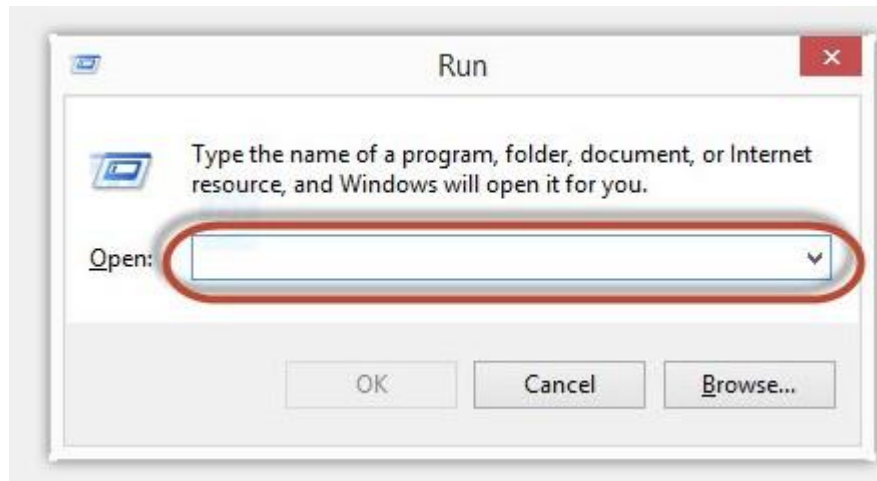 Run
Type the name of a program, folder, document, or Internet
resource, and Windows will open it for you.
Open:
OK
Cancel
Browse...